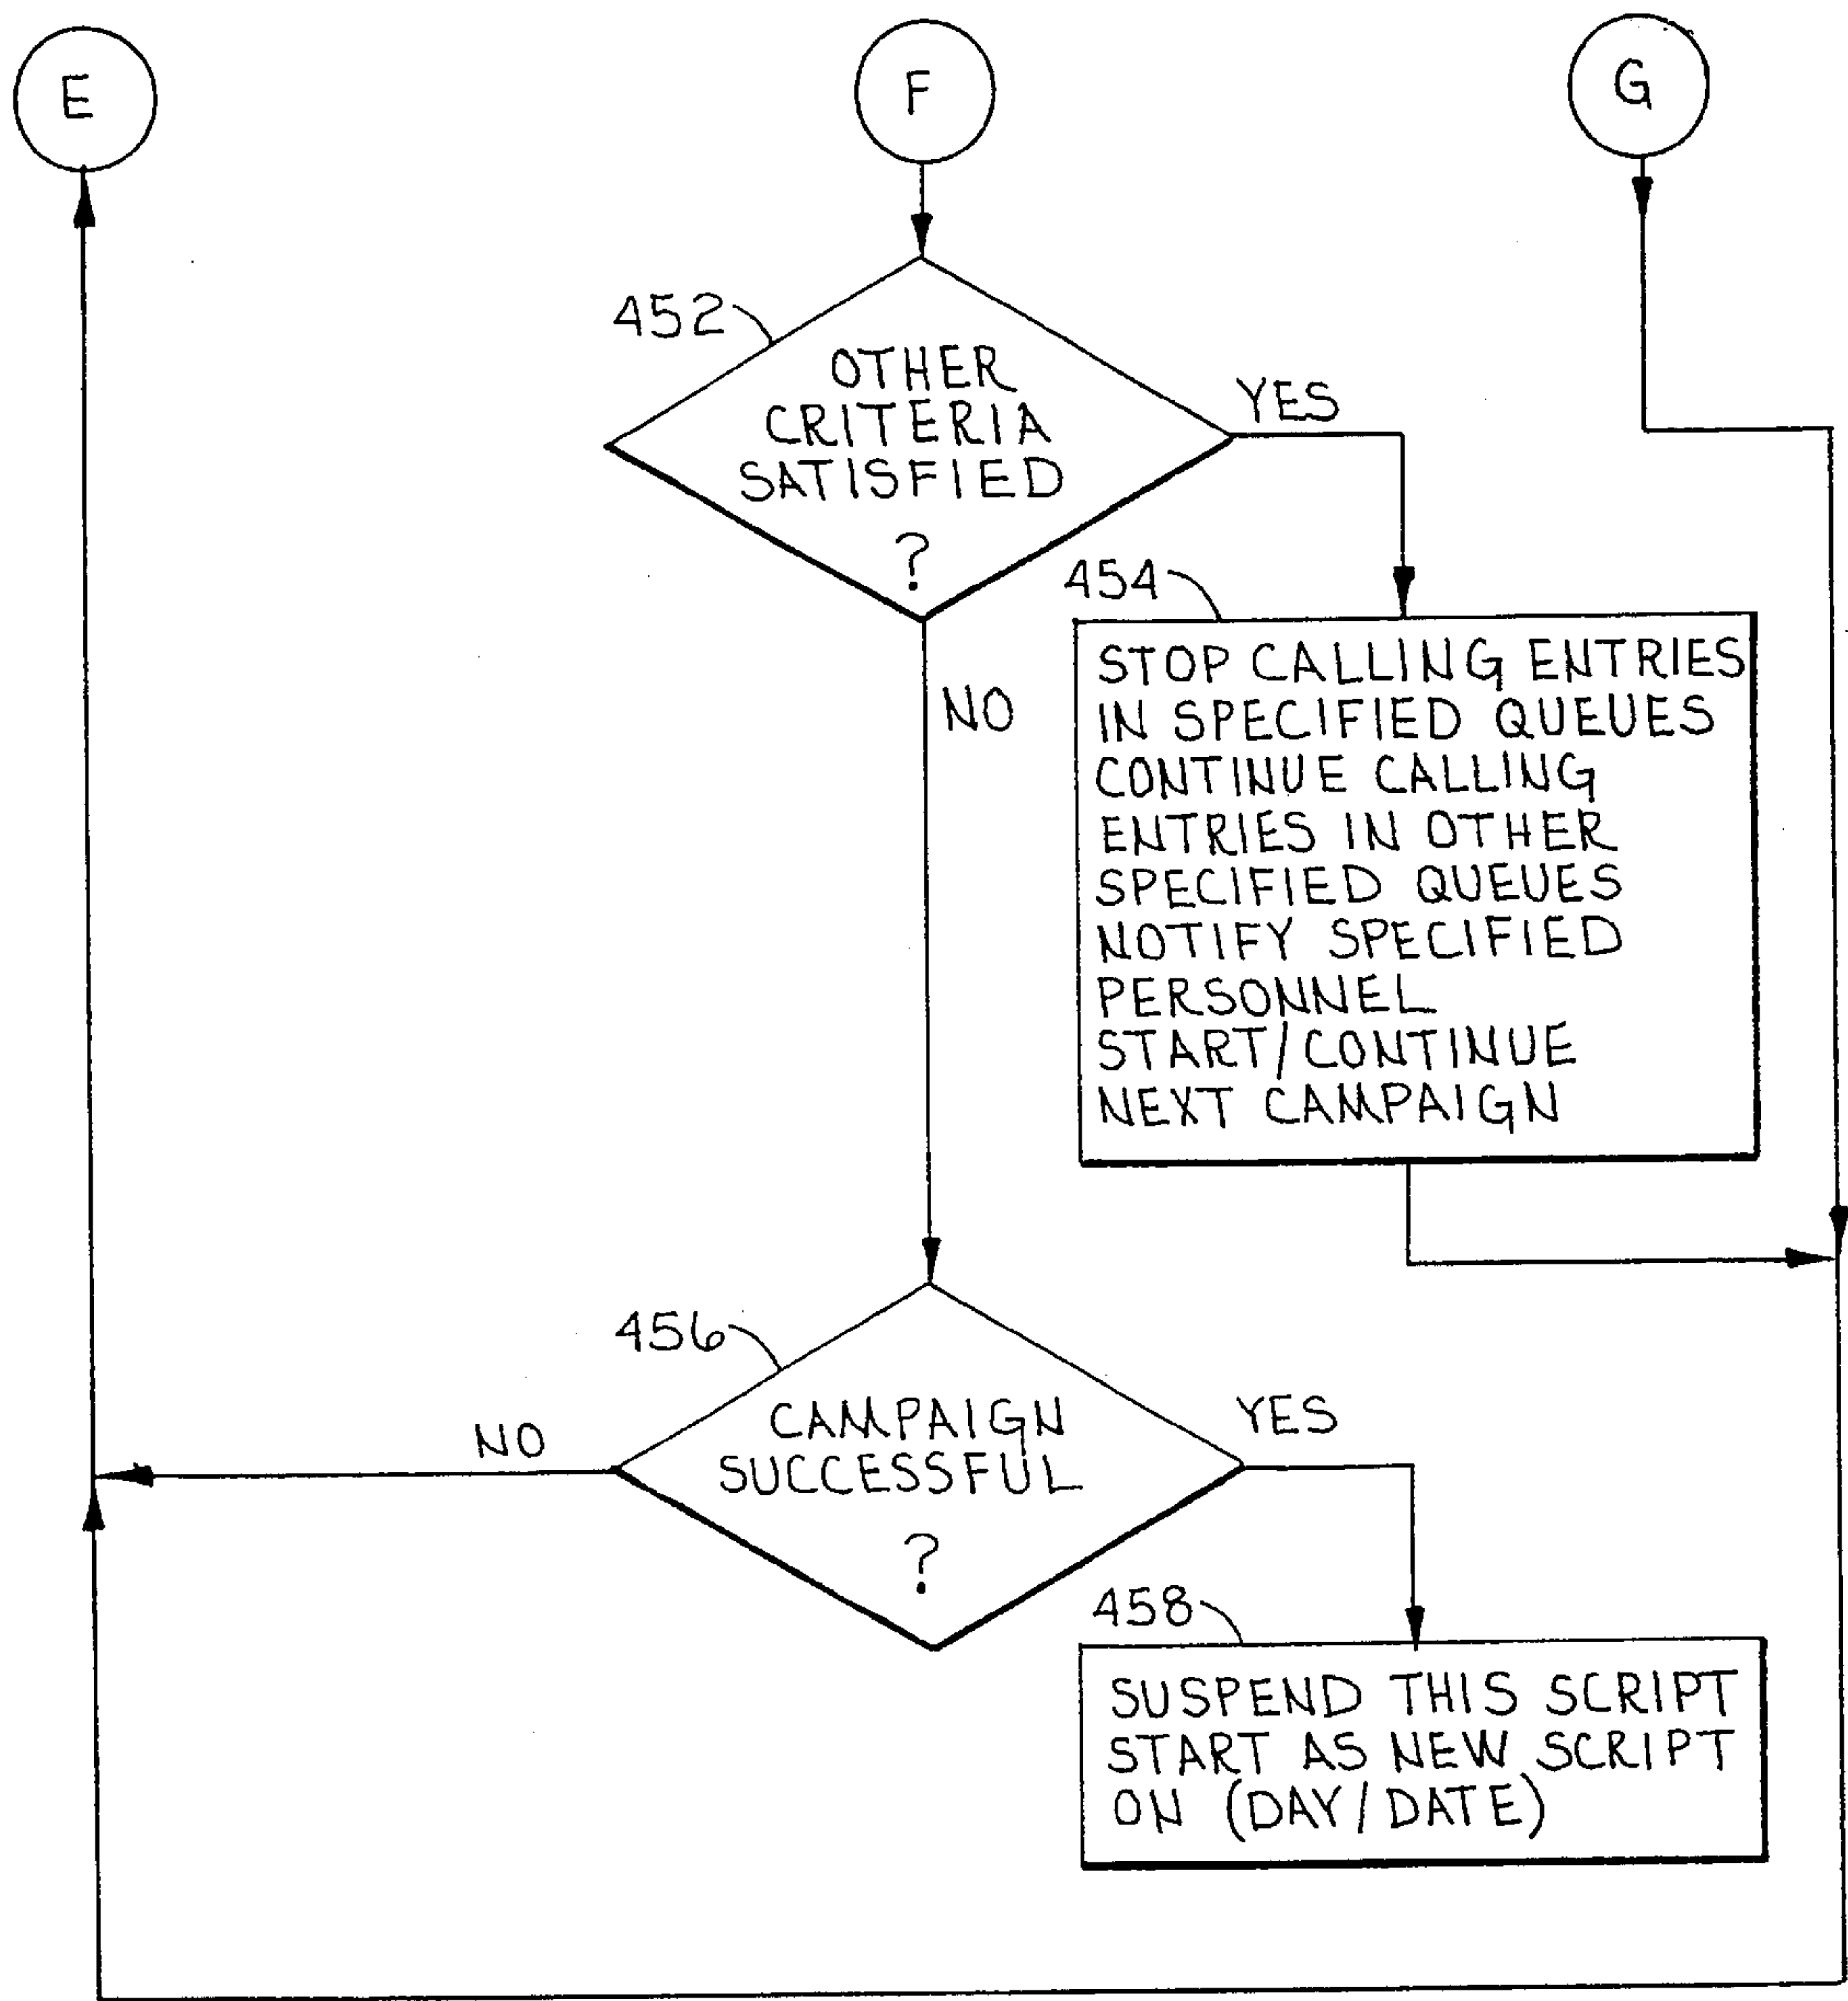 E
F
G
452
OTHER
CRITERIA
SATISFIED
?
YES
NO
454
STOP CALLING ENTRIES
IN SPECIFIED QUEUES
CONTINUE CALLING
ENTRIES IN OTHER
SPECIFIED QUEUES
NOTIFY SPECIFIED
PERSONNEL
START/CONTINUE
NEXT CAMPAIGN
456
CAMPAIGN
SUCCESSFUL
?
NO
YES
458
SUSPEND THIS SCRIPT
START AS NEW SCRIPT
ON (DAY/DATE)